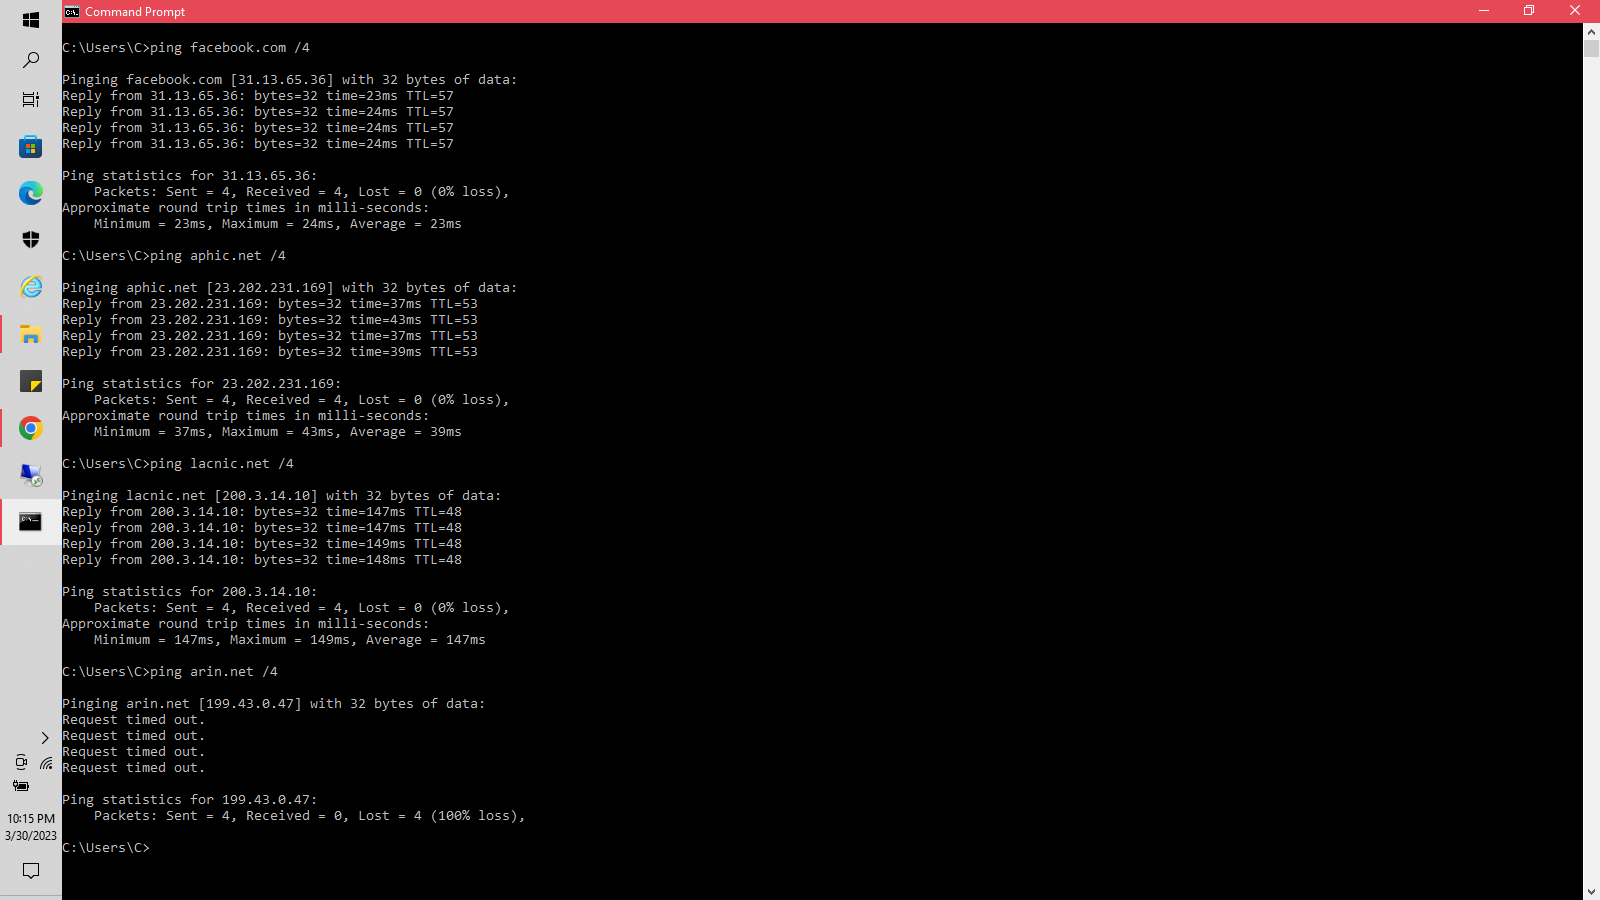 Command Prompt
C:\Users\C>ping facebook.com /4
Pinging facebook.com [31.13.65.36] with 32 bytes of data:
Reply from 31.13.65.36: bytes=32 time=23ms TTL=57
Reply from 31.13.65.36: bytes=32 time=24ms TTL=57
Reply from 31.13.65.36: bytes=32 time=24ms TTL=57
Reply from 31.13.65.36: bytes=32 time=24ms TTL=57
Ping statistics for 31.13.65.36:
    Packets: Sent = 4, Received = 4, Lost = 0 (0% loss),
Approximate round trip times in milli-seconds:
    Minimum = 23ms, Maximum = 24ms, Average = 23ms
C:\Users\C>ping aphic.net /4
Pinging aphic.net [23.202.231.169] with 32 bytes of data:
Reply from 23.202.231.169: bytes=32 time=37ms TTL=53
Reply from 23.202.231.169: bytes=32 time=43ms TTL=53
Reply from 23.202.231.169: bytes=32 time=37ms TTL=53
Reply from 23.202.231.169: bytes=32 time=39ms TTL=53
Ping statistics for 23.202.231.169:
    Packets: Sent = 4, Received = 4, Lost = 0 (0% loss),
Approximate round trip times in milli-seconds:
    Minimum = 37ms, Maximum = 43ms, Average = 39ms
C:\Users\C>ping lacnic.net /4
Pinging lacnic.net [200.3.14.10] with 32 bytes of data:
Reply from 200.3.14.10: bytes=32 time=147ms TTL=48
Reply from 200.3.14.10: bytes=32 time=147ms TTL=48
Reply from 200.3.14.10: bytes=32 time=149ms TTL=48
Reply from 200.3.14.10: bytes=32 time=148ms TTL=48
Ping statistics for 200.3.14.10:
    Packets: Sent = 4, Received = 4, Lost = 0 (0% loss),
Approximate round trip times in milli-seconds:
    Minimum = 147ms, Maximum = 149ms, Average = 147ms
C:\Users\C>ping arin.net /4
Pinging arin.net [199.43.0.47] with 32 bytes of data:
Request timed out.
Request timed out.
Request timed out.
Request timed out.
Ping statistics for 199.43.0.47:
    Packets: Sent = 4, Received = 0, Lost = 4 (100% loss),
C:\Users\C>
10:15 PM
3/30/2023